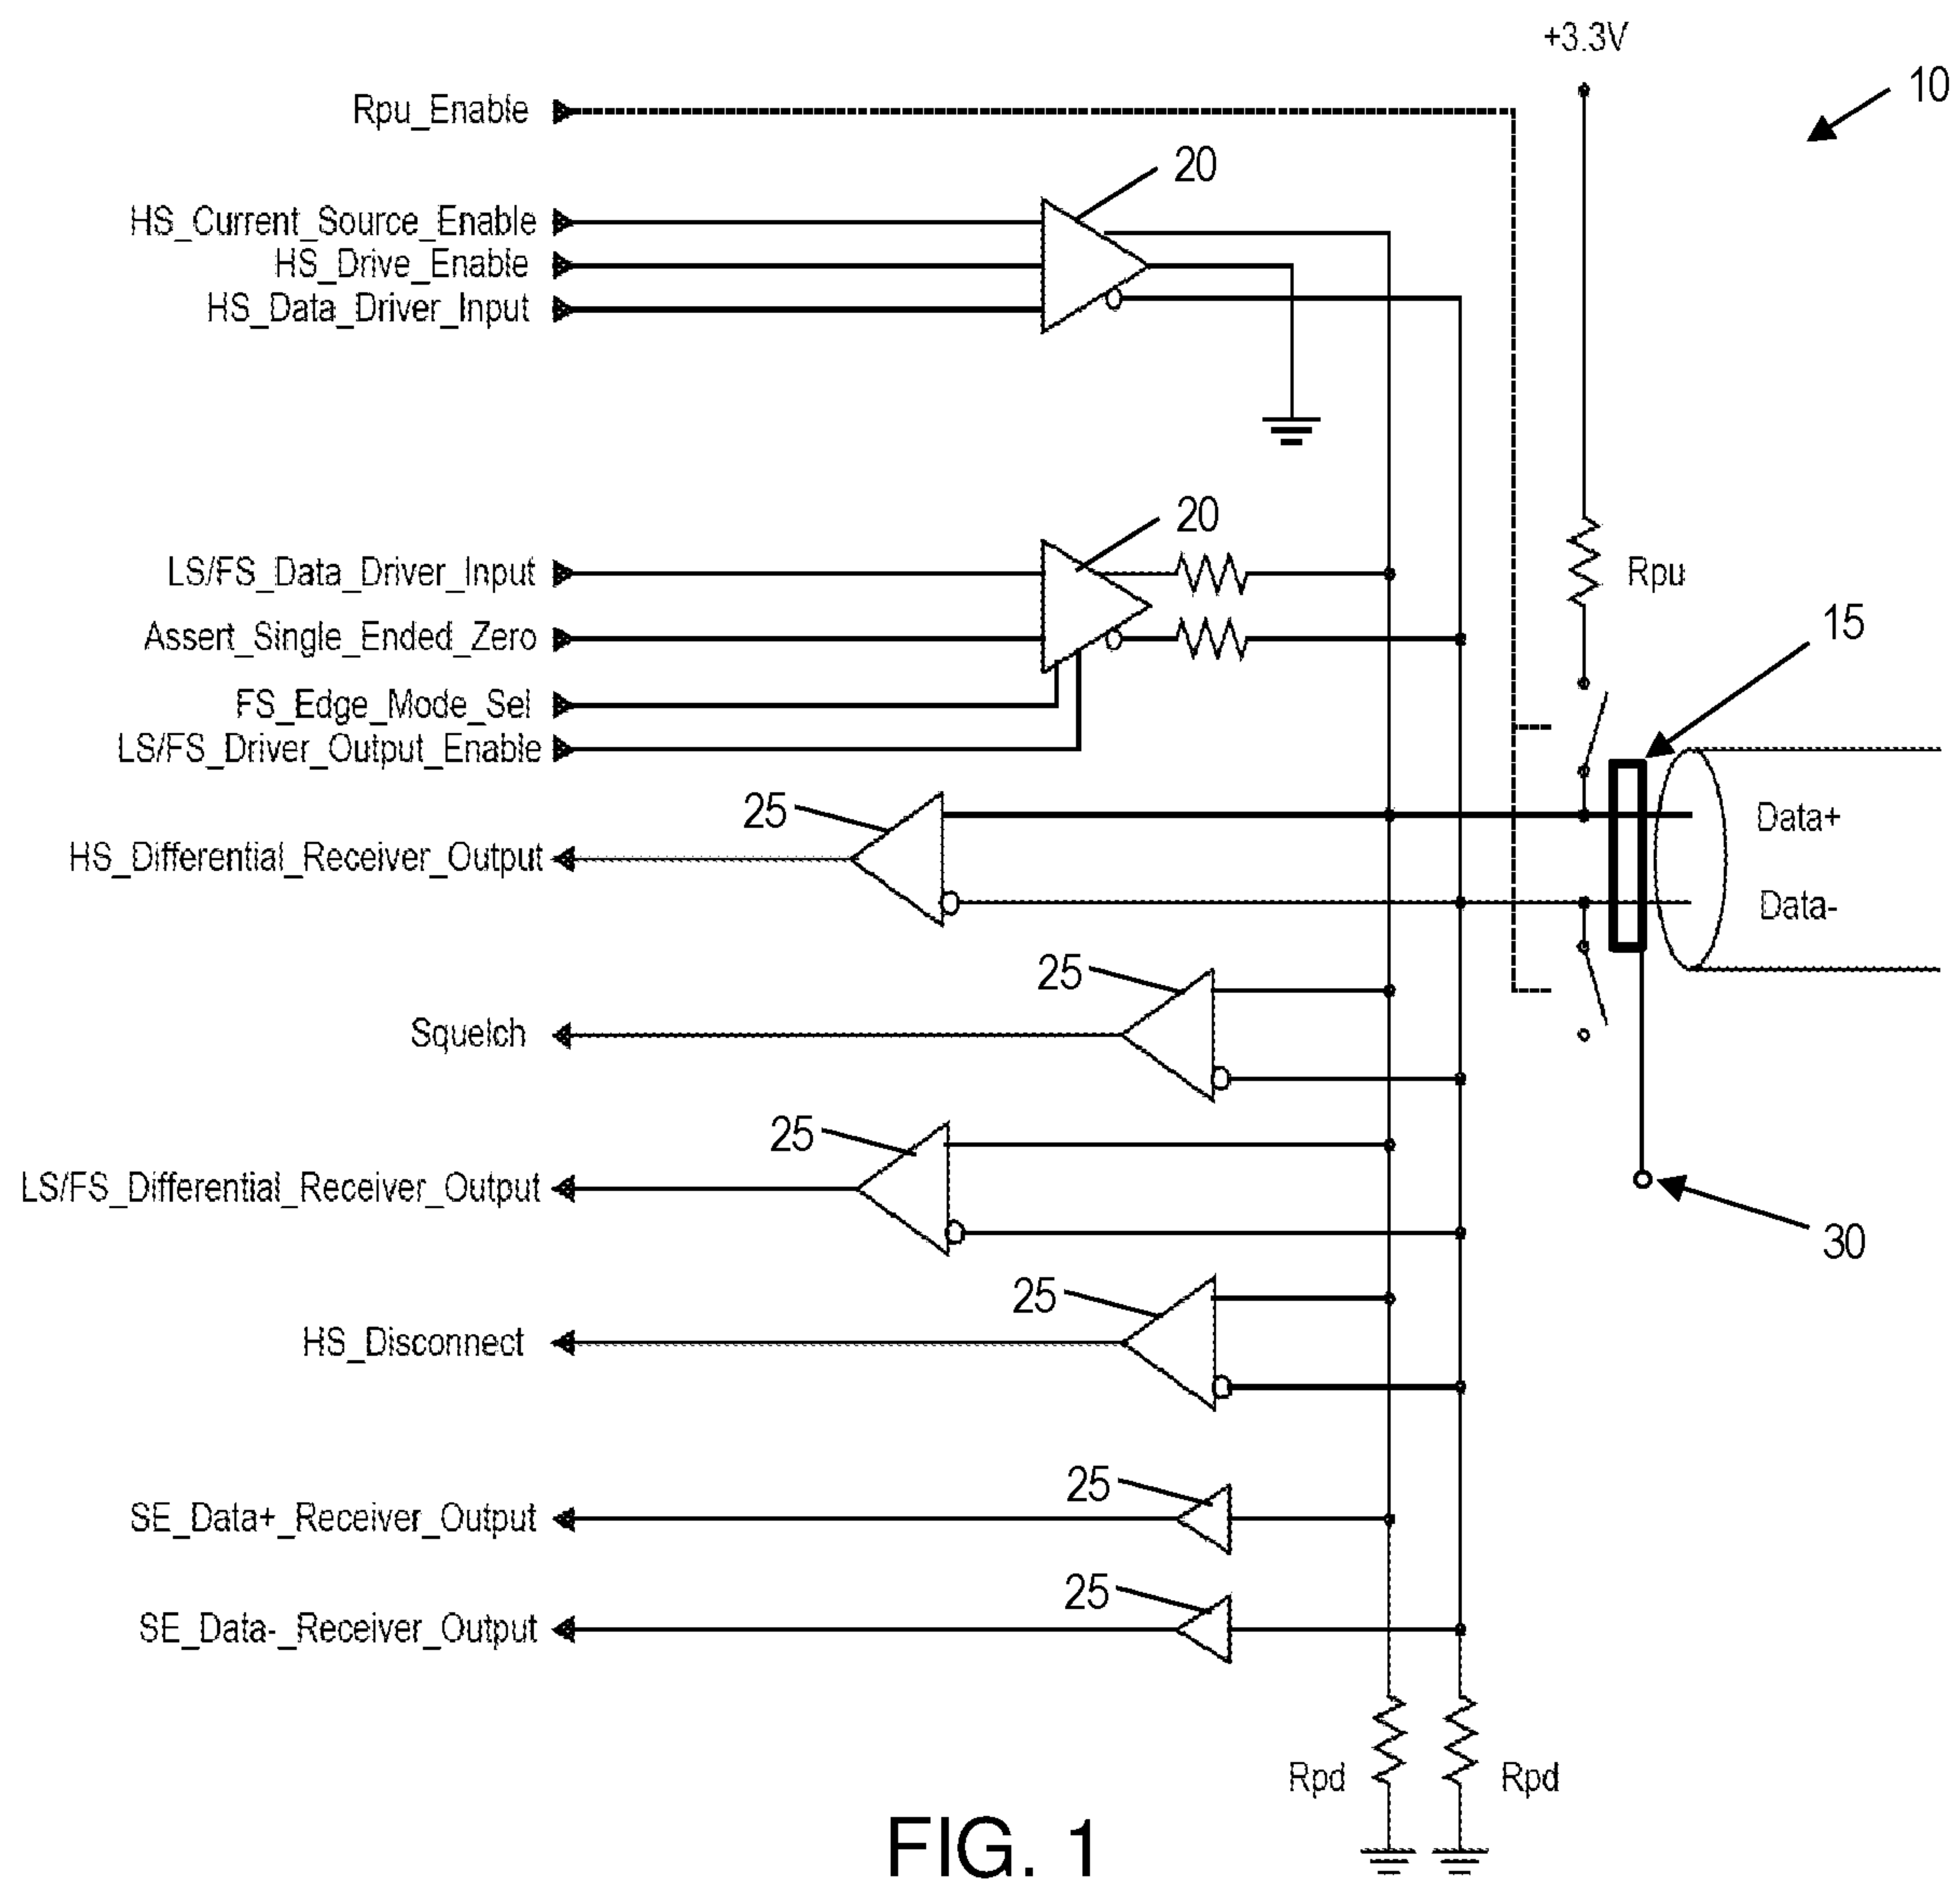 +3.3V
10
Rpu_Enable
20
HS_Current_Source_Enable
HS_Drive_Enable
HS_Data_Driver_Input
20
LS/FS_Data_Driver_Input
Rpu
15
Assert_Single_Ended_Zero
FS_Edge_Mode_Sel
LS/FS_Driver_Output_Enable
25
Data+
HS_Differential_Receiver_Output
Data-
25
Squelch
25
LS/FS_Differential_Receiver_Output
30
25
HS_Disconnect
25
SE_Data+_Receiver_Output
25
SE_Data-_Receiver_Output
Rpd
Rpd
FIG. 1